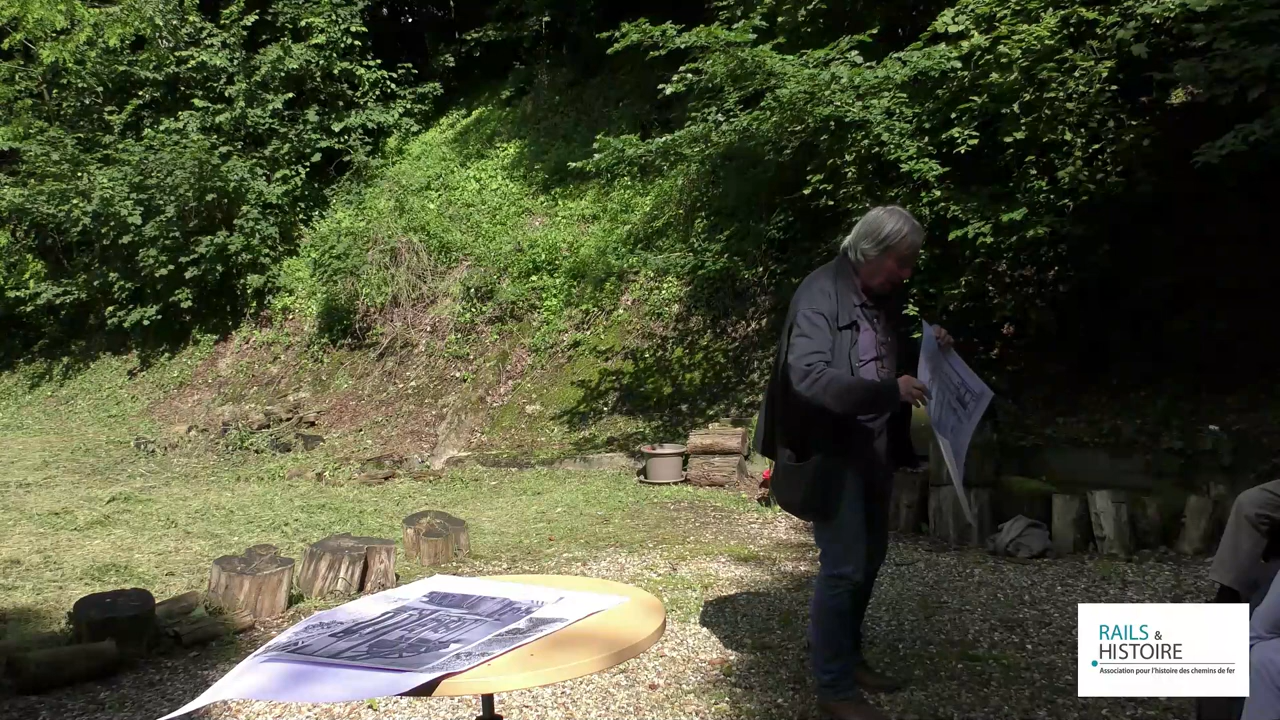 RAILS &
HISTOIRE
Association pour l'histoire des chemins de fer